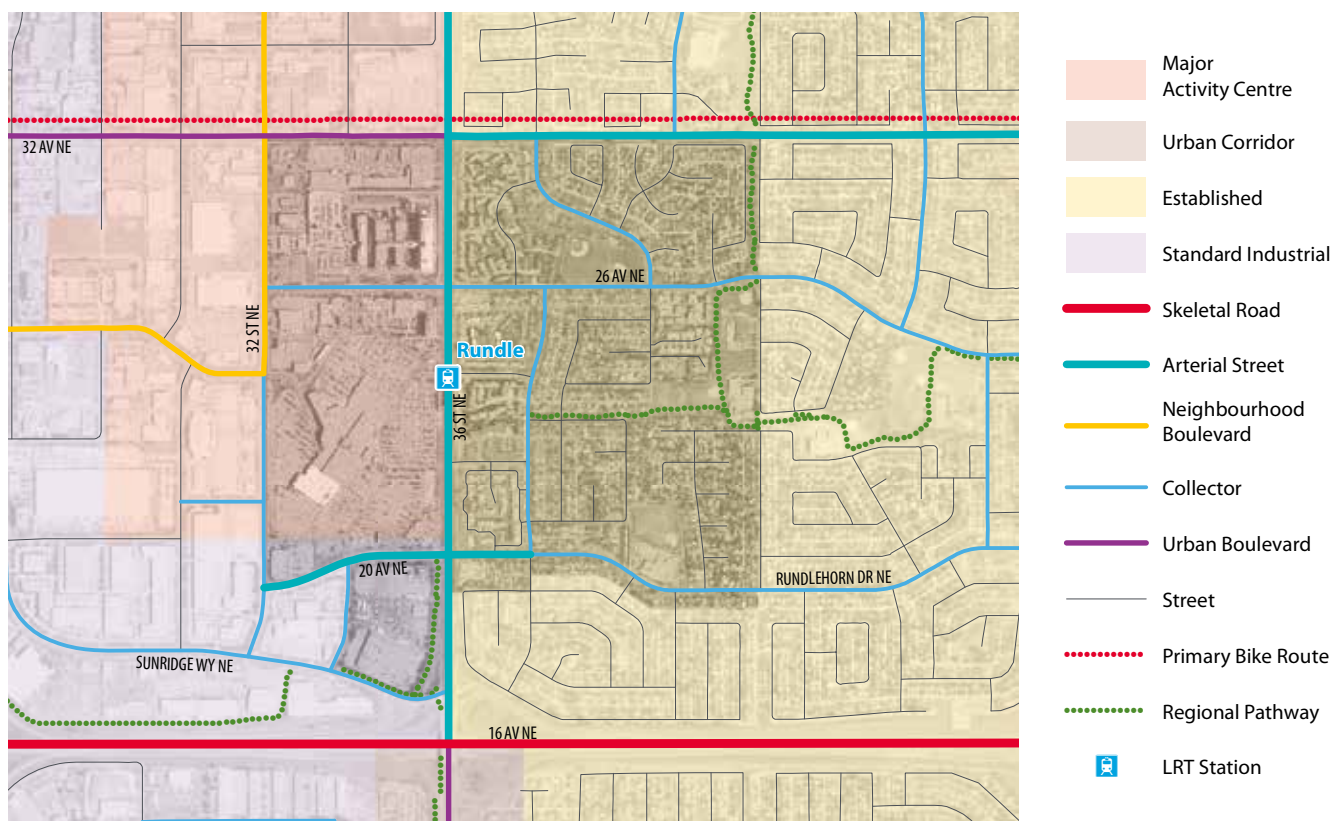 32 AV NE
26 AV NE
32 ST NE
Rundle
36 ST NE
20 AV NE
RUNDLEHORN DR NE
SUNRIDGE WY NE
16 AV NE
Major
Activity Centre
Urban Corridor
Established
Standard Industrial
Skeletal Road
Arterial Street
Neighbourhood
Boulevard
Collector
Urban Boulevard
Street
Primary Bike Route
Regional Pathway
LRT Station